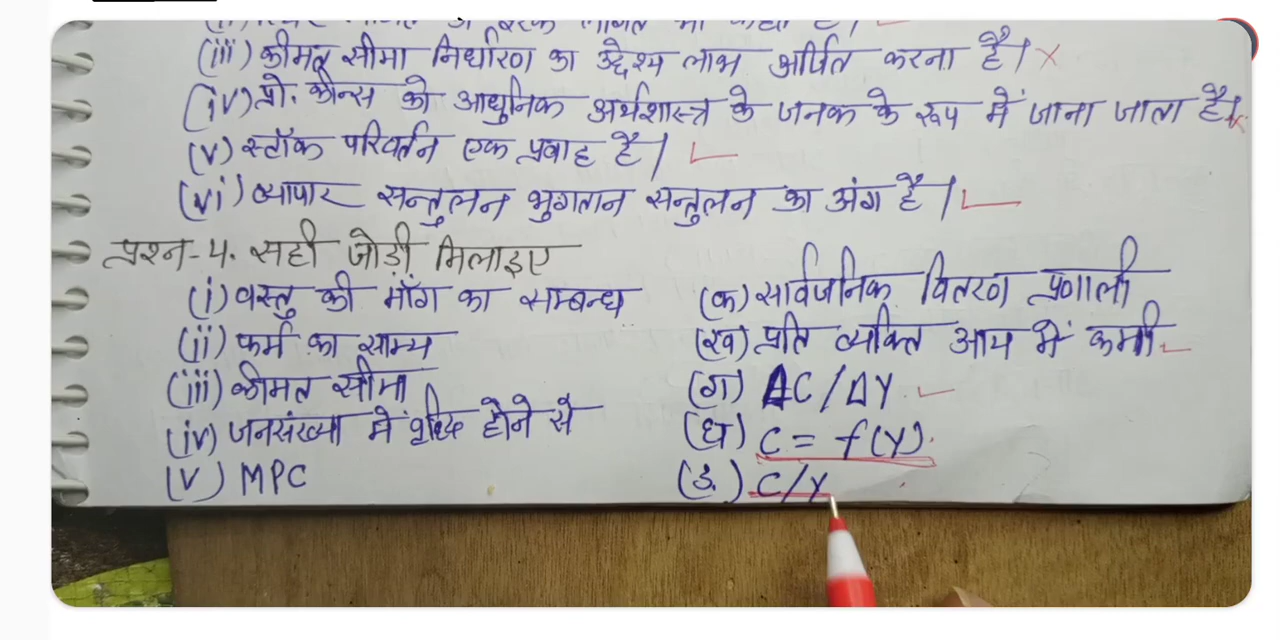 (iii) कीमत सीमा निर्धारण का उद्देश्य लाभ अर्जित करना है। ×
(iv) प्रो. कीन्स को आधुनिक अर्थशास्त्र के जनक के रूप में जाना जाता है। ×
(v) स्टॉक परिवर्तन एक प्रवाह है।
(vi) व्यापार सन्तुलन भुगतान सन्तुलन का अंग है।
प्रश्न-4. सही जोड़ी मिलाइए
(i) वस्तु की माँग का सम्बन्ध (क) सार्वजनिक वितरण प्रणाली
(ii) फर्म का साम्य (ख) प्रति व्यक्ति आय में कमी
(iii) कीमत सीमा (ग) ΔC/ΔY
(iv) जनसंख्या में वृद्धि होने से (घ) C = f(Y)
(v) MPC (ड.) C/Y